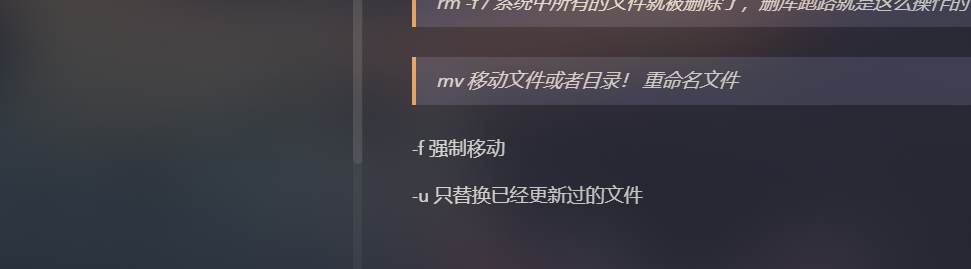 rm -f / 系统中所有的文件就被删除了，删库跑路就是这么操作的
mv 移动文件或者目录！ 重命名文件
-f 强制移动
-u 只替换已经更新过的文件